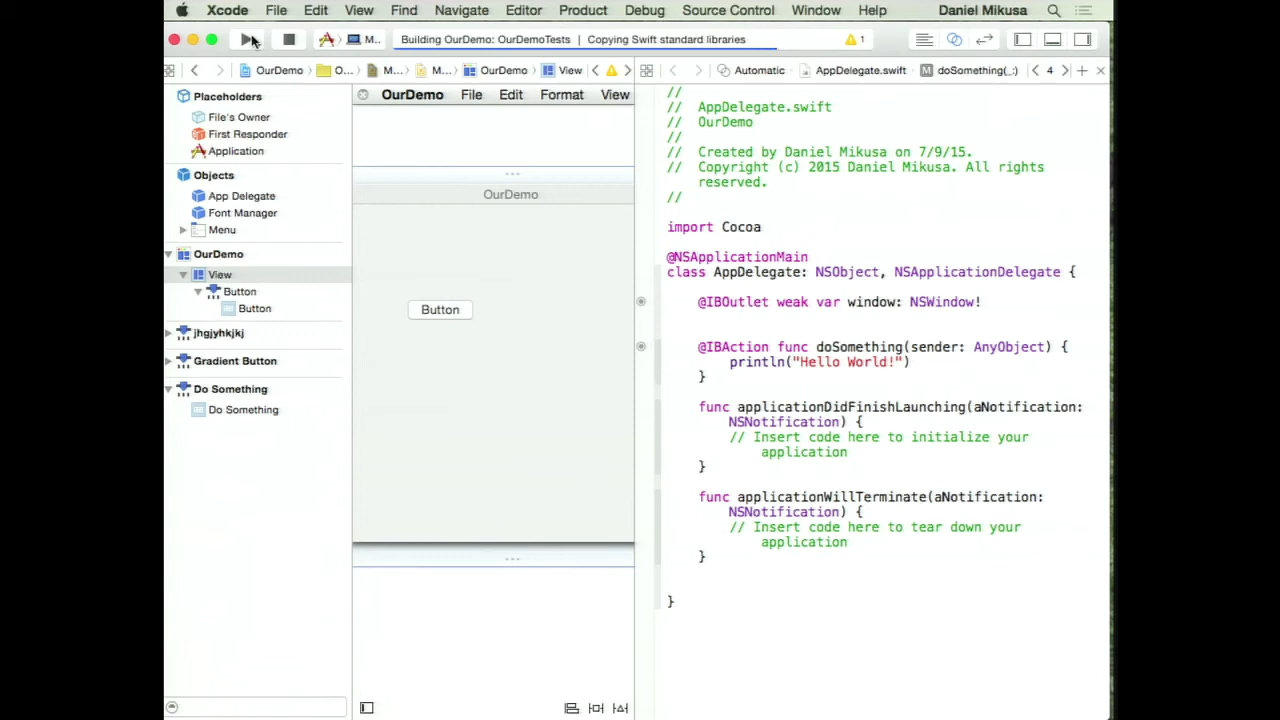 Xcode File Edit View Find Navigate Editor Product Debug Source Control Window Help Daniel Mikusa
M.. Building OurDemo: OurDemoTests | Copying Swift standard libraries 1
OurDemo O... M... M... OurDemo View Automatic AppDelegate.swift M doSomething(_:) 4
Placeholders
File's Owner
First Responder
Application
Objects
App Delegate
Font Manager
Menu
OurDemo
View
Button
Button
jhgjyhkjkj
Gradient Button
Do Something
Do Something
OurDemo File Edit Format View
OurDemo
Button
//
// AppDelegate.swift
// OurDemo
//
// Created by Daniel Mikusa on 7/9/15.
// Copyright (c) 2015 Daniel Mikusa. All rights
reserved.
//
import Cocoa
@NSApplicationMain
class AppDelegate: NSObject, NSApplicationDelegate {
@IBOutlet weak var window: NSWindow!
@IBAction func doSomething(sender: AnyObject) {
println("Hello World!")
}
func applicationDidFinishLaunching(aNotification:
NSNotification) {
// Insert code here to initialize your
application
}
func applicationWillTerminate(aNotification:
NSNotification) {
// Insert code here to tear down your
application
}
}